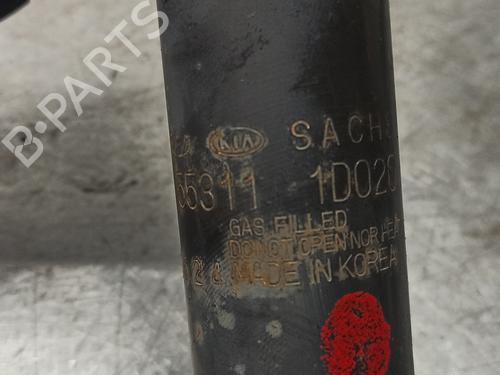 KIA SACHS
55311 1D020
GAS FILLED
DO NOT OPEN NOR HEAT
MADE IN KOREA
B-PARTS